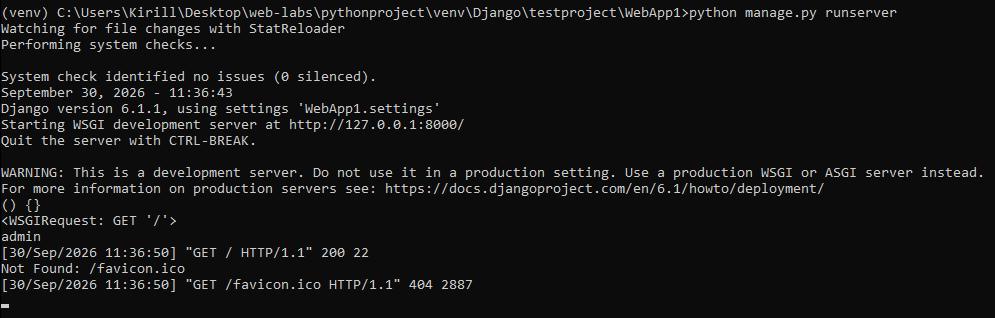 (venv) C:\Users\Kirill\Desktop\web-labs\pythonproject\venv\Django\testproject\WebApp1>python manage.py runserver
Watching for file changes with StatReloader
Performing system checks...
System check identified no issues (0 silenced).
September 30, 2026 - 11:36:43
Django version 6.1.1, using settings 'WebApp1.settings'
Starting WSGI development server at http://127.0.0.1:8000/
Quit the server with CTRL-BREAK.
WARNING: This is a development server. Do not use it in a production setting. Use a production WSGI or ASGI server instead.
For more information on production servers see: https://docs.djangoproject.com/en/6.1/howto/deployment/
() {}
<WSGIRequest: GET '/'>
admin
[30/Sep/2026 11:36:50] "GET / HTTP/1.1" 200 22
Not Found: /favicon.ico
[30/Sep/2026 11:36:50] "GET /favicon.ico HTTP/1.1" 404 2887